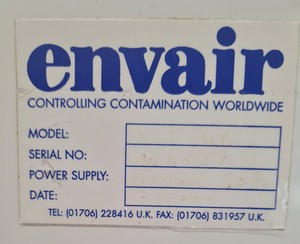 envair
CONTROLLING CONTAMINATION WORLDWIDE
MODEL:
SERIAL NO:
POWER SUPPLY:
DATE:
TEL: (01706) 228416 U.K. FAX: (01706) 831957 U.K.